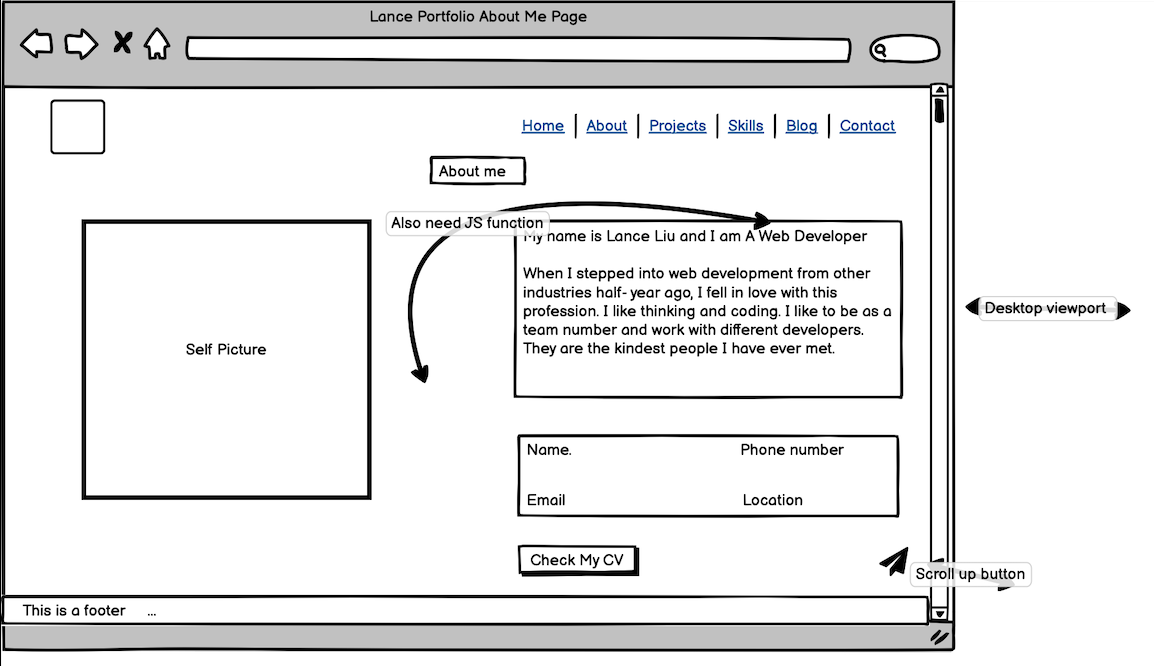 Lance Portfolio About Me Page
Home About Projects Skills Blog Contact
About me
Also need JS function
My name is Lance Liu and I am A Web Developer
When I stepped into web development from other
industries half-year ago, I fell in love with this
profession. I like thinking and coding. I like to be as a
team number and work with different developers.
They are the kindest people I have ever met.
Self Picture
Desktop viewport
Name. Phone number
Email Location
Check My CV
Scroll up button
This is a footer ...